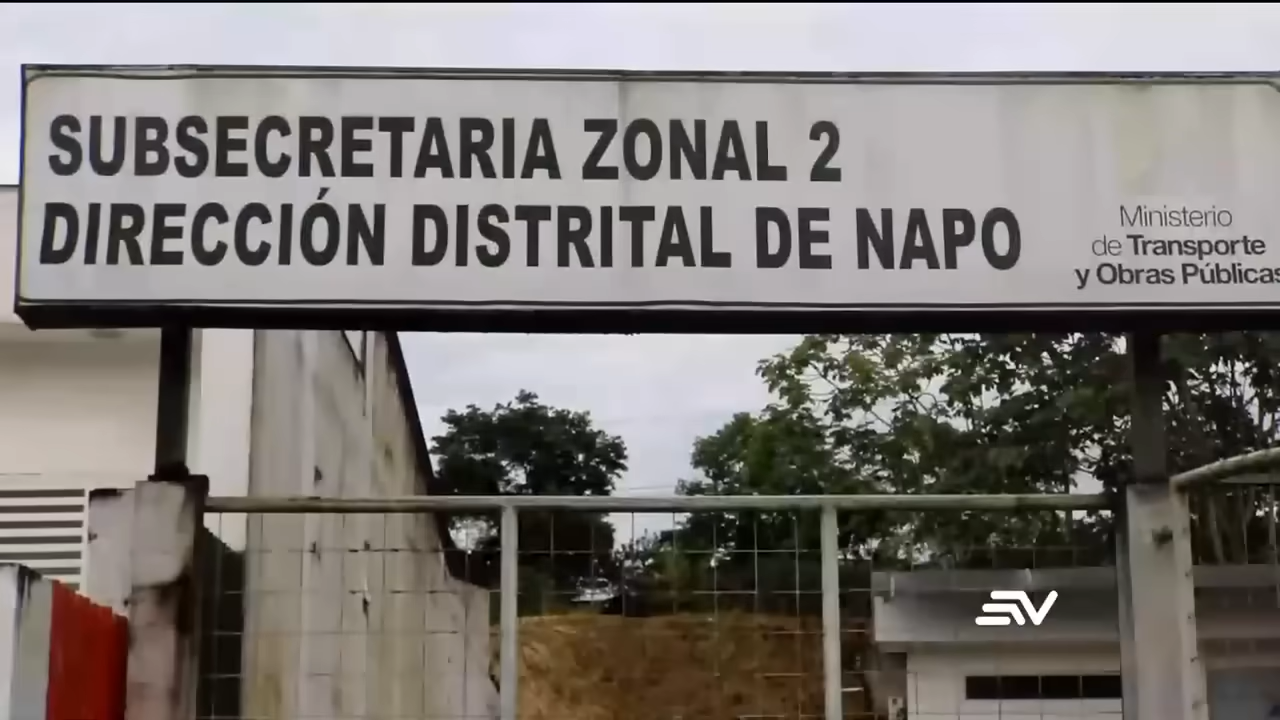 SUBSECRETARIA ZONAL 2
DIRECCIÓN DISTRITAL DE NAPO
Ministerio
de Transporte
y Obras Públicas